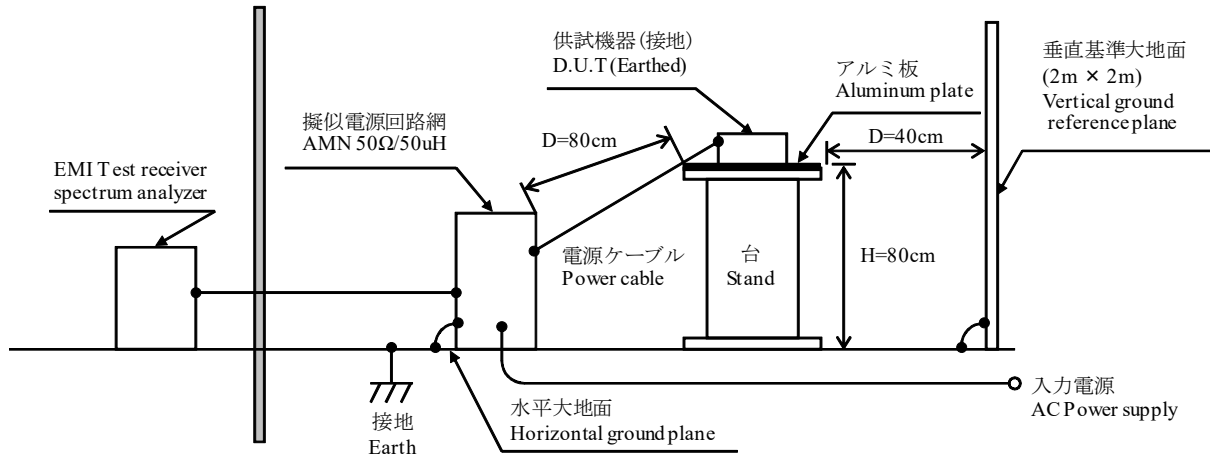 供試機器(接地)
D.U.T (Earthed)
アルミ板
Aluminum plate
垂直基準大地面
(2m × 2m)
Vertical ground
reference plane
擬似電源回路網
AMN 50Ω/50uH
D=80cm
D=40cm
EMI Test receiver
spectrum analyzer
電源ケーブル
Power cable
台
Stand
H=80cm
接地
Earth
水平大地面
Horizontal ground plane
入力電源
AC Power supply